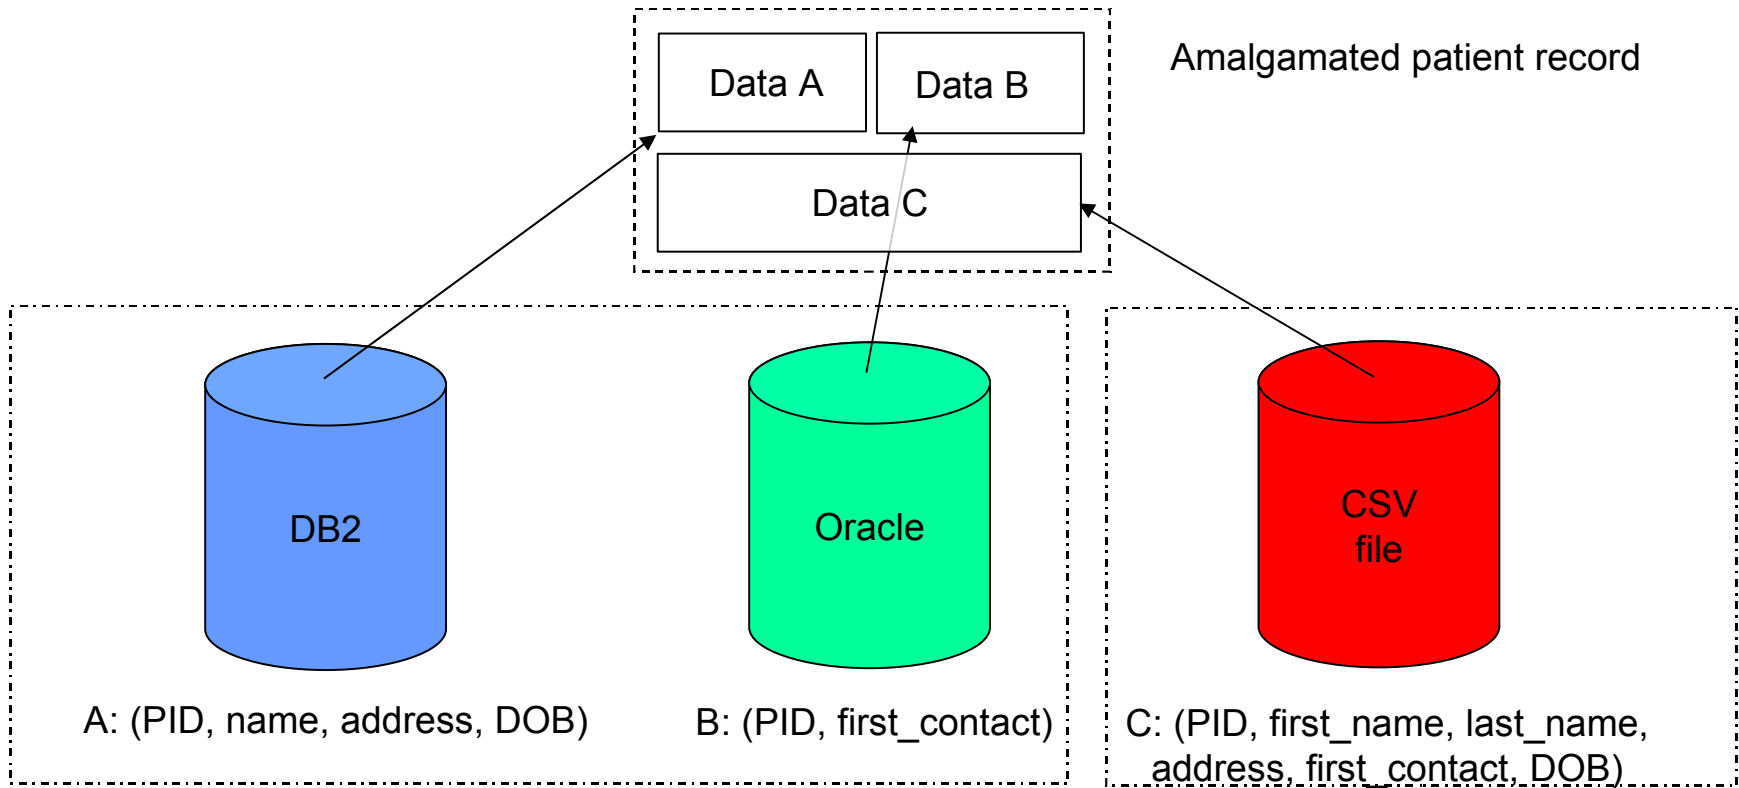 Amalgamated patient record
Data A
Data B
Data C
DB2
Oracle
CSV
file
A: (PID, name, address, DOB)
B: (PID, first_contact)
C: (PID, first_name, last_name,
address, first_contact, DOB)